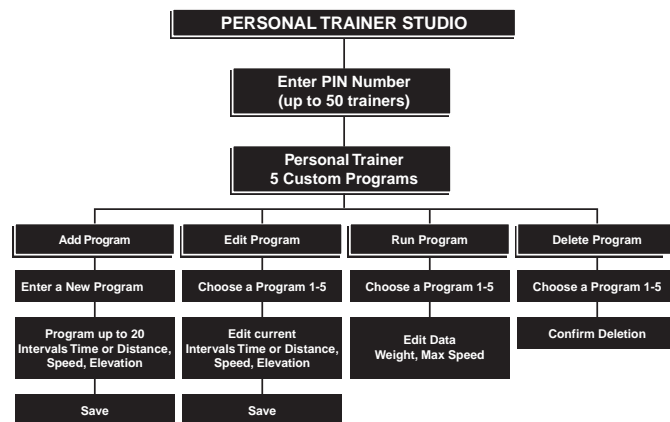 PERSONAL TRAINER STUDIO
Enter PIN Number
(up to 50 trainers)
Personal Trainer
5 Custom Programs
Add Program
Edit Program
Run Program
Delete Program
Enter a New Program
Choose a Program 1-5
Choose a Program 1-5
Choose a Program 1-5
Program up to 20
Intervals Time or Distance,
Speed, Elevation
Edit current
Intervals Time or Distance,
Speed, Elevation
Edit Data
Weight, Max Speed
Confirm Deletion
Save
Save